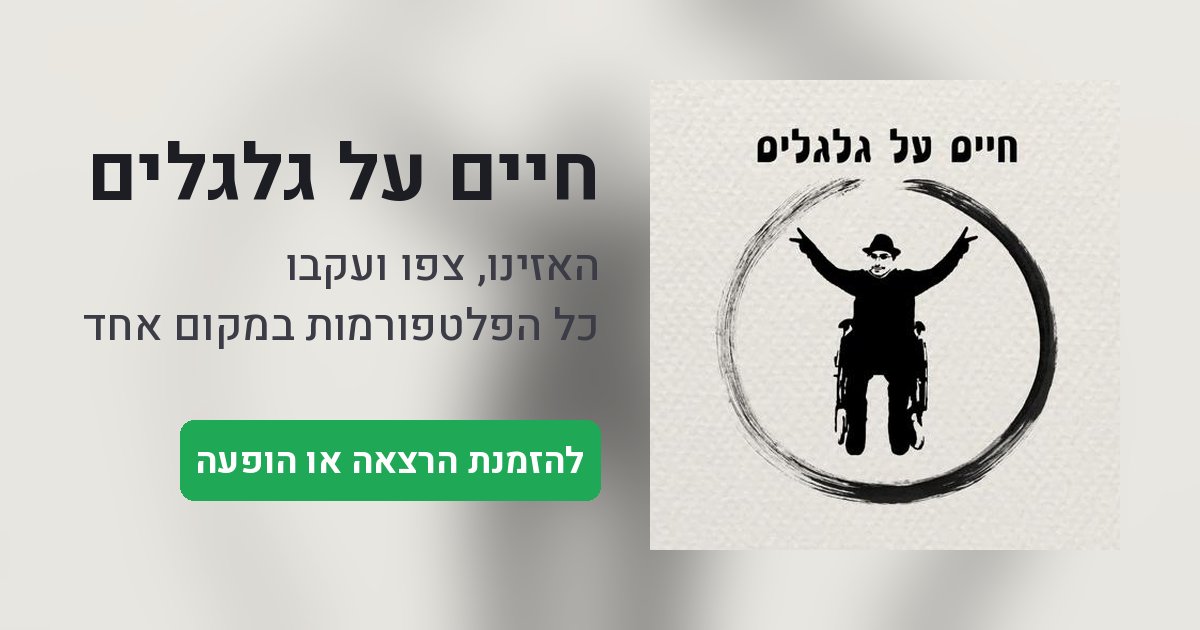 חיים על גלגלים
האזינו, צפו ועקבו
כל הפלטפורמות במקום אחד
להזמנת הרצאה או הופעה
חיים על גלגלים